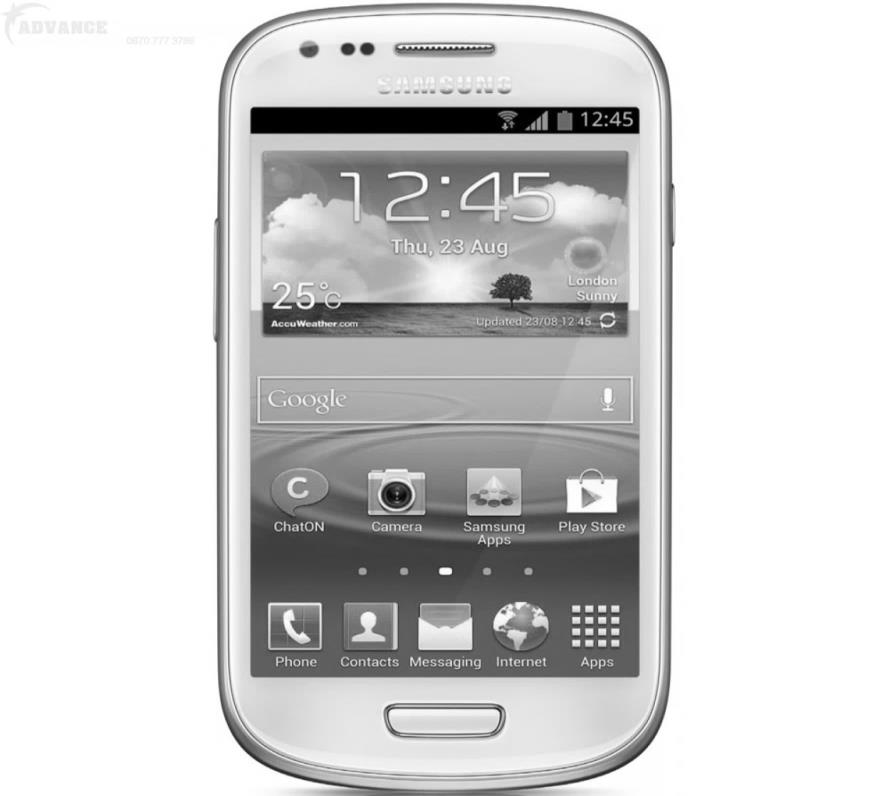 ADVANCE
0870 777 3786
SAMSUNG
12:45
12:45
Thu, 23 Aug
London
Sunny
25°C
AccuWeather.com
Updated 23/08 12:45
Google
C
ChatON
Camera
Samsung
Apps
Play Store
Phone
Contacts
Messaging
Internet
Apps